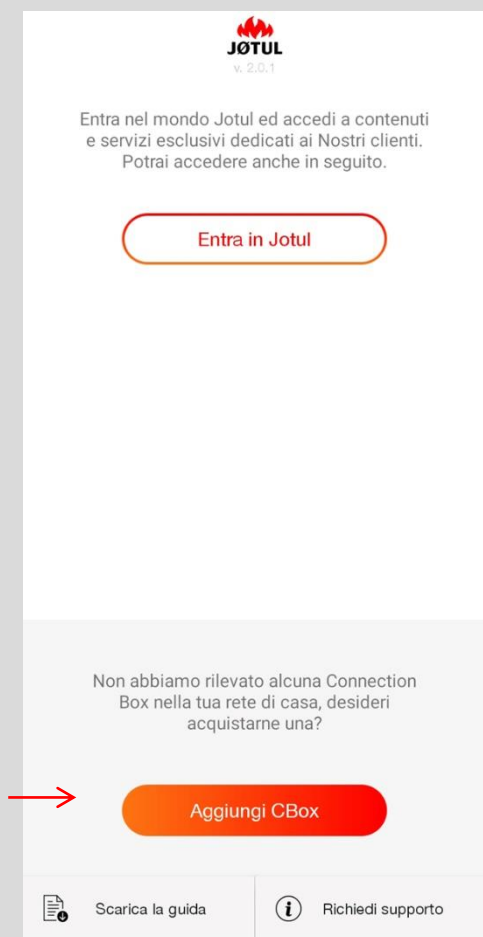 JØTUL
v. 2.0.1
Entra nel mondo Jotul ed accedi a contenuti
e servizi esclusivi dedicati ai Nostri clienti.
Potrai accedere anche in seguito.
Entra in Jotul
Non abbiamo rilevato alcuna Connection
Box nella tua rete di casa, desideri
acquistarne una?
Aggiungi CBox
Scarica la guida
Richiedi supporto